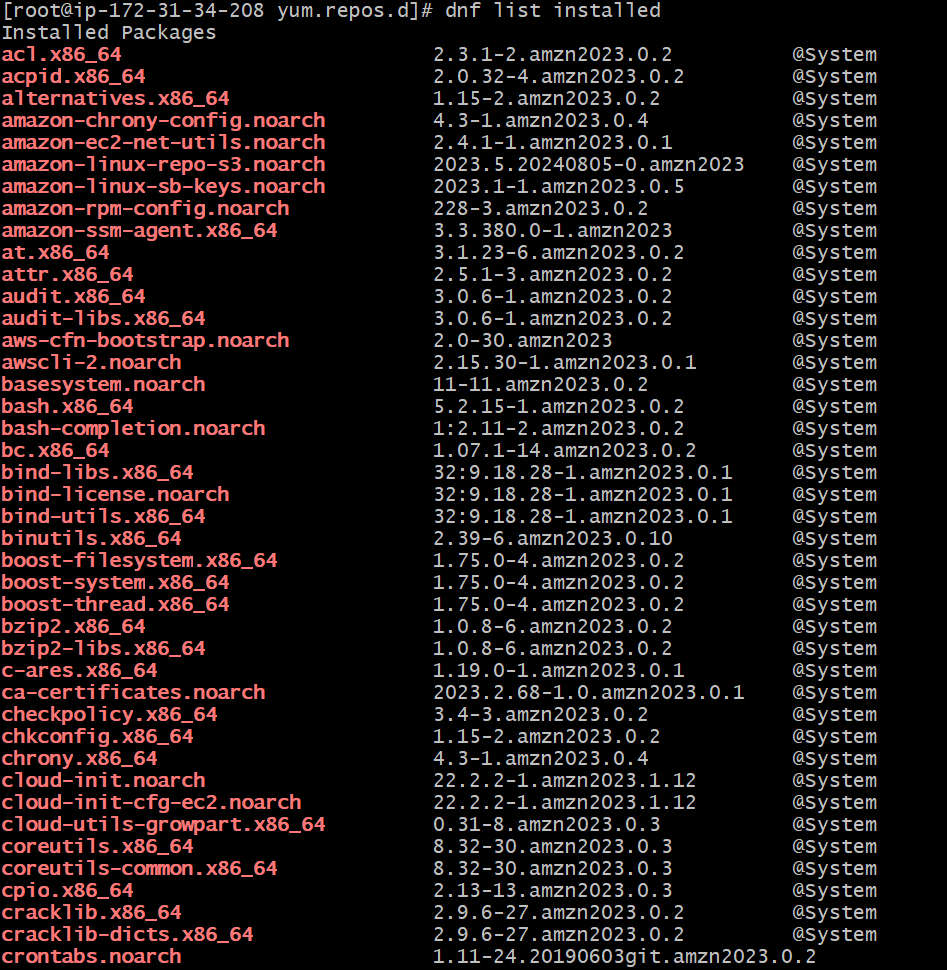 [root@ip-172-31-34-208 yum.repos.d]# dnf list installed
Installed Packages
acl.x86_64 2.3.1-2.amzn2023.0.2 @System
acpid.x86_64 2.0.32-4.amzn2023.0.2 @System
alternatives.x86_64 1.15-2.amzn2023.0.2 @System
amazon-chrony-config.noarch 4.3-1.amzn2023.0.4 @System
amazon-ec2-net-utils.noarch 2.4.1-1.amzn2023.0.1 @System
amazon-linux-repo-s3.noarch 2023.5.20240805-0.amzn2023 @System
amazon-linux-sb-keys.noarch 2023.1-1.amzn2023.0.5 @System
amazon-rpm-config.noarch 228-3.amzn2023.0.2 @System
amazon-ssm-agent.x86_64 3.3.380.0-1.amzn2023 @System
at.x86_64 3.1.23-6.amzn2023.0.2 @System
attr.x86_64 2.5.1-3.amzn2023.0.2 @System
audit.x86_64 3.0.6-1.amzn2023.0.2 @System
audit-libs.x86_64 3.0.6-1.amzn2023.0.2 @System
aws-cfn-bootstrap.noarch 2.0-30.amzn2023 @System
awscli-2.noarch 2.15.30-1.amzn2023.0.1 @System
basesystem.noarch 11-11.amzn2023.0.2 @System
bash.x86_64 5.2.15-1.amzn2023.0.2 @System
bash-completion.noarch 1:2.11-2.amzn2023.0.2 @System
bc.x86_64 1.07.1-14.amzn2023.0.2 @System
bind-libs.x86_64 32:9.18.28-1.amzn2023.0.1 @System
bind-license.noarch 32:9.18.28-1.amzn2023.0.1 @System
bind-utils.x86_64 32:9.18.28-1.amzn2023.0.1 @System
binutils.x86_64 2.39-6.amzn2023.0.10 @System
boost-filesystem.x86_64 1.75.0-4.amzn2023.0.2 @System
boost-system.x86_64 1.75.0-4.amzn2023.0.2 @System
boost-thread.x86_64 1.75.0-4.amzn2023.0.2 @System
bzip2.x86_64 1.0.8-6.amzn2023.0.2 @System
bzip2-libs.x86_64 1.0.8-6.amzn2023.0.2 @System
c-ares.x86_64 1.19.0-1.amzn2023.0.1 @System
ca-certificates.noarch 2023.2.68-1.0.amzn2023.0.1 @System
checkpolicy.x86_64 3.4-3.amzn2023.0.2 @System
chkconfig.x86_64 1.15-2.amzn2023.0.2 @System
chrony.x86_64 4.3-1.amzn2023.0.4 @System
cloud-init.noarch 22.2.2-1.amzn2023.1.12 @System
cloud-init-cfg-ec2.noarch 22.2.2-1.amzn2023.1.12 @System
cloud-utils-growpart.x86_64 0.31-8.amzn2023.0.3 @System
coreutils.x86_64 8.32-30.amzn2023.0.3 @System
coreutils-common.x86_64 8.32-30.amzn2023.0.3 @System
cpio.x86_64 2.13-13.amzn2023.0.3 @System
cracklib.x86_64 2.9.6-27.amzn2023.0.2 @System
cracklib-dicts.x86_64 2.9.6-27.amzn2023.0.2 @System
crontabs.noarch 1.11-24.20190603git.amzn2023.0.2